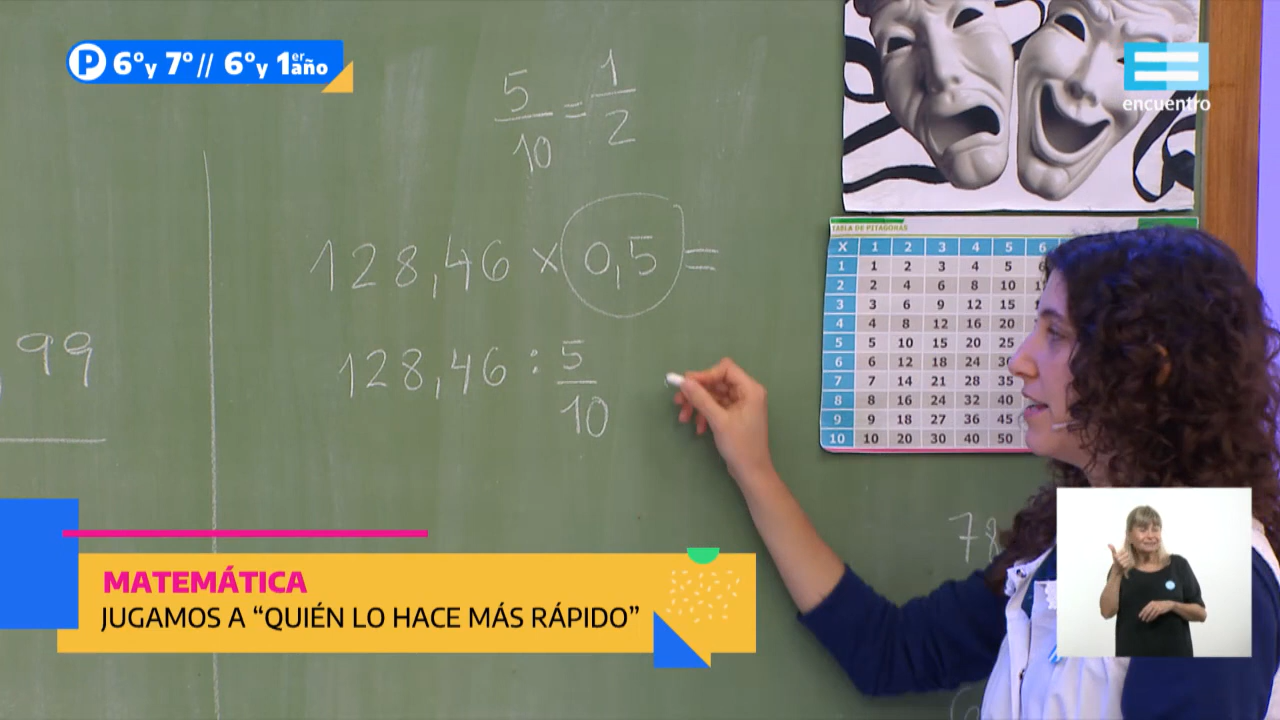 P 6º y 7º // 6º y 1er año
encuentro
5/10 = 1/2
128,46 x 0,5 =
128,46 : 5/10
99
TABLA DE PITÁGORAS
X 1 2 3 4 5 6
1 1 2 3 4 5 6
2 2 4 6 8 10 1
3 3 6 9 12 15
4 4 8 12 16 20
5 5 10 15 20 25
6 6 12 18 24 30
7 7 14 21 28 35
8 8 16 24 32 40
9 9 18 27 36 45
10 10 20 30 40 50
78
MATEMÁTICA
JUGAMOS A “QUIÉN LO HACE MÁS RÁPIDO”